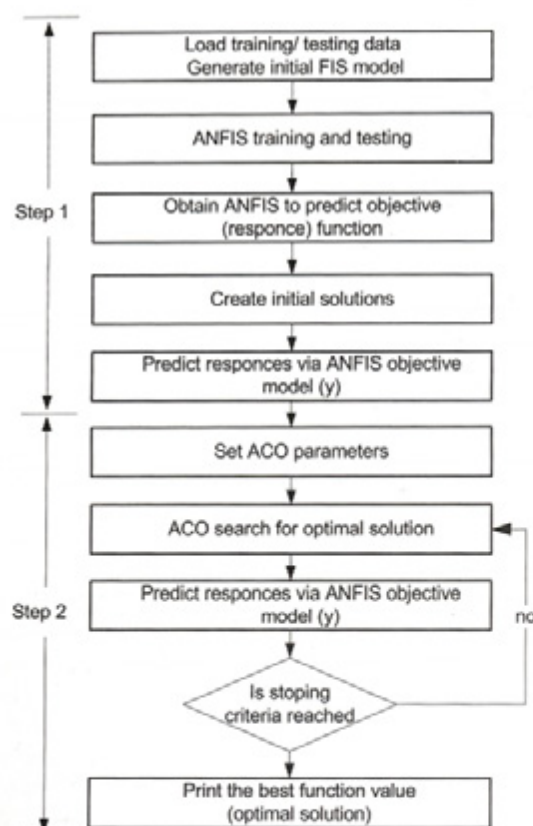 Load training/ testing data
Generate initial FIS model
ANFIS training and testing
Step 1
Obtain ANFIS to predict objective
(responce) function
Create initial solutions
Predict responces via ANFIS objective
model (y)
Set ACO parameters
ACO search for optimal solution
Step 2
Predict responces via ANFIS objective
model (y)
no
Is stoping
criteria reached
Print the best function value
(optimal solution)